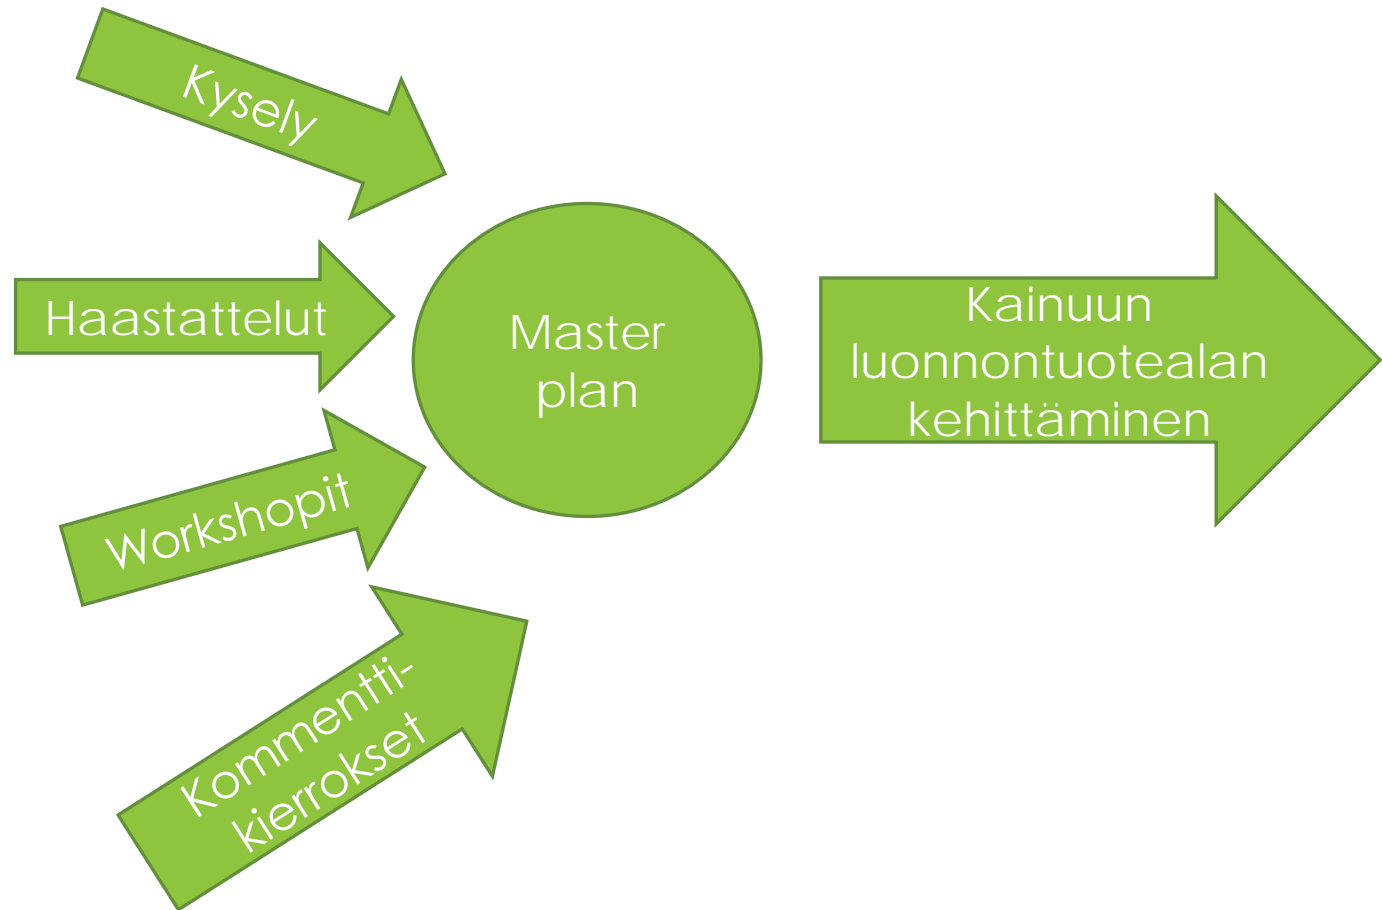 Kysely
Haastattelut
Workshopit
Kommentti-
kierrokset
Master
plan
Kainuun
luonnontuotealan
kehittäminen